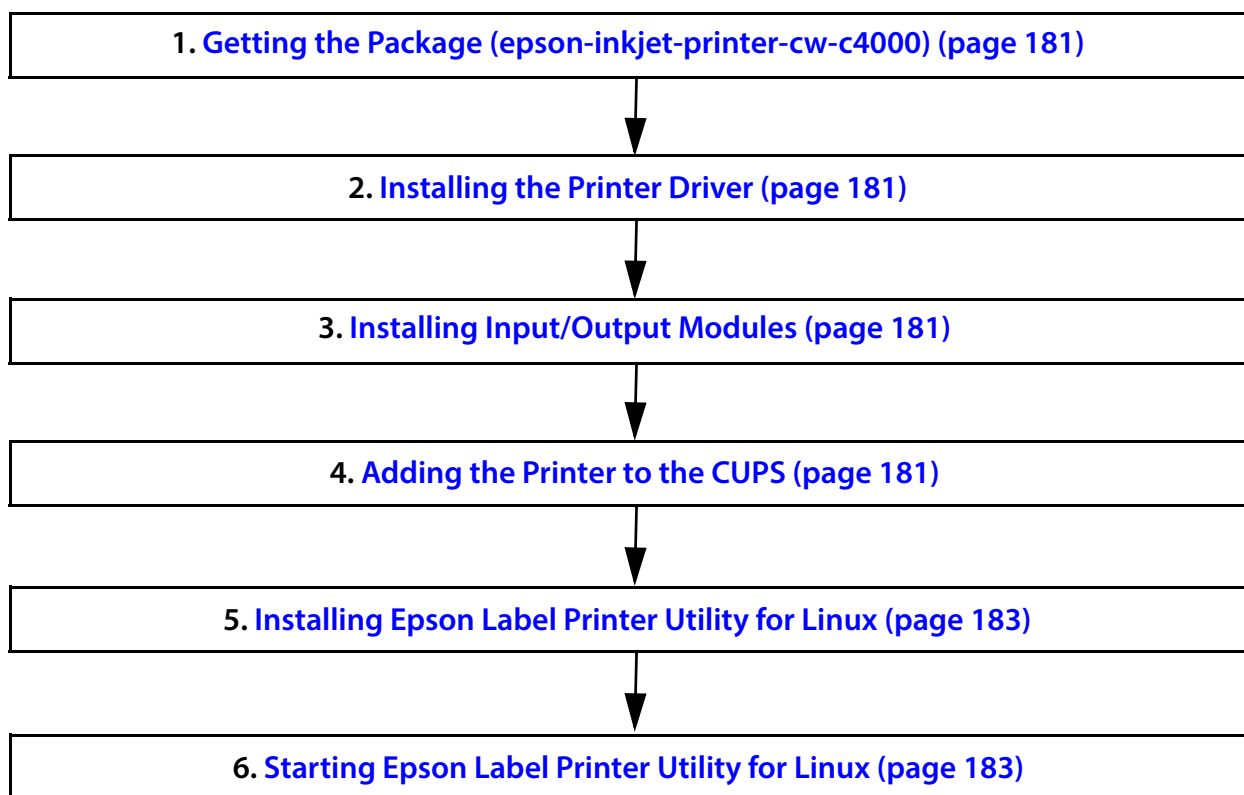 1. Getting the Package (epson-inkjet-printer-cw-c4000) (page 181)
2. Installing the Printer Driver (page 181)
3. Installing Input/Output Modules (page 181)
4. Adding the Printer to the CUPS (page 181)
5. Installing Epson Label Printer Utility for Linux (page 183)
6. Starting Epson Label Printer Utility for Linux (page 183)